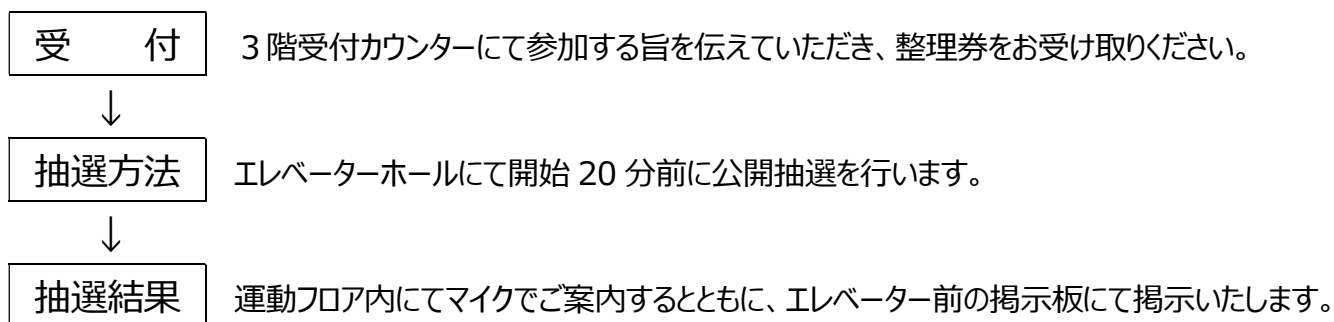 受　　付　３階受付カウンターにて参加する旨を伝えていただき、整理券をお受け取りください。
↓
抽選方法　エレベーターホールにて開始 20 分前に公開抽選を行います。
↓
抽選結果　運動フロア内にてマイクでご案内するとともに、エレベーター前の掲示板にて掲示いたします。